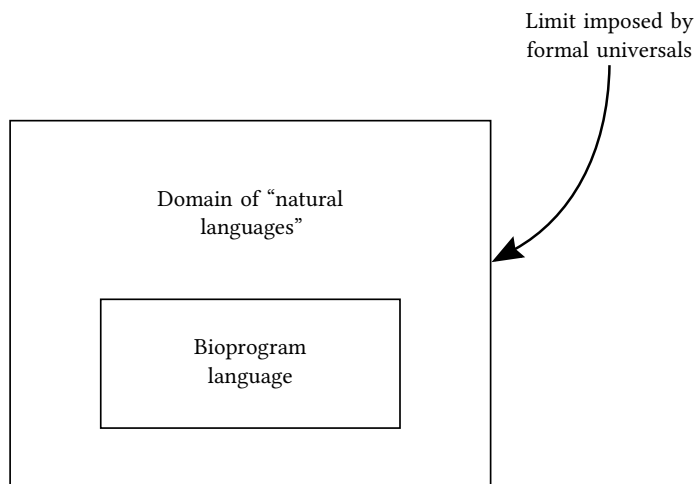 Limit imposed by
formal universals
Domain of “natural
languages”
Bioprogram
language